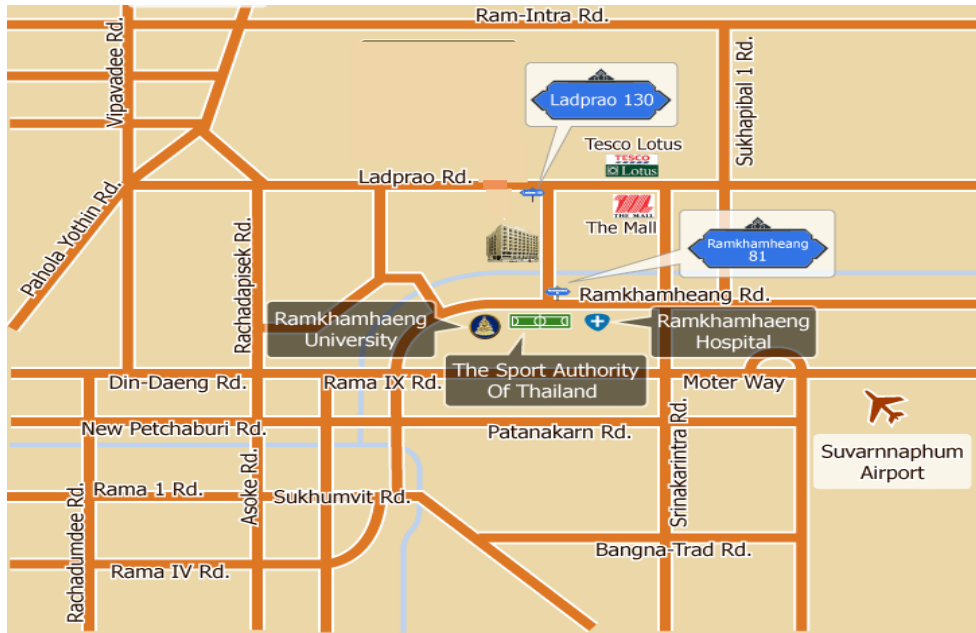 Ram-Intra Rd.
Vipavadee Rd.
Sukhapibal 1 Rd.
Ladprao 130
Tesco Lotus
TESCO
Lotus
Ladprao Rd.
THE MALL
The Mall
Pahola Yothin Rd.
Rachadapisek Rd.
Ramkhamheang
81
Ramkhamheang Rd.
Ramkhamhaeng
University
Ramkhamhaeng
Hospital
The Sport Authority
Of Thailand
Din-Daeng Rd.
Rama IX Rd.
Moter Way
New Petchaburi Rd.
Patanakarn Rd.
Srinakarintra Rd.
Suvarnnaphum
Airport
Rama 1 Rd.
Asoke Rd.
Sukhumvit Rd.
Rachadumdee Rd.
Bangna-Trad Rd.
Rama IV Rd.